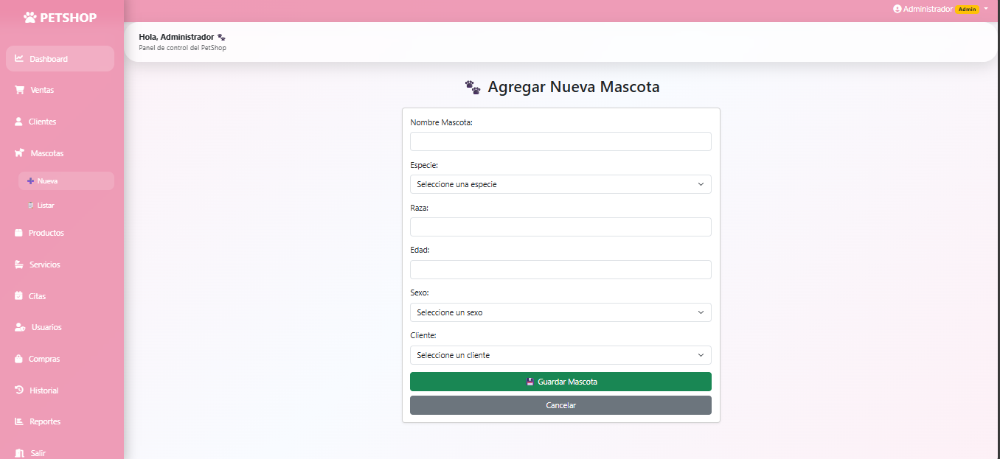 PETSHOP
Administrador Admin
Hola, Administrador
Panel de control del PetShop
Dashboard
Ventas
Clientes
Mascotas
Nueva
Listar
Productos
Servicios
Citas
Usuarios
Compras
Historial
Reportes
Salir
Agregar Nueva Mascota
Nombre Mascota:
Especie:
Seleccione una especie
Raza:
Edad:
Sexo:
Seleccione un sexo
Cliente:
Seleccione un cliente
Guardar Mascota
Cancelar